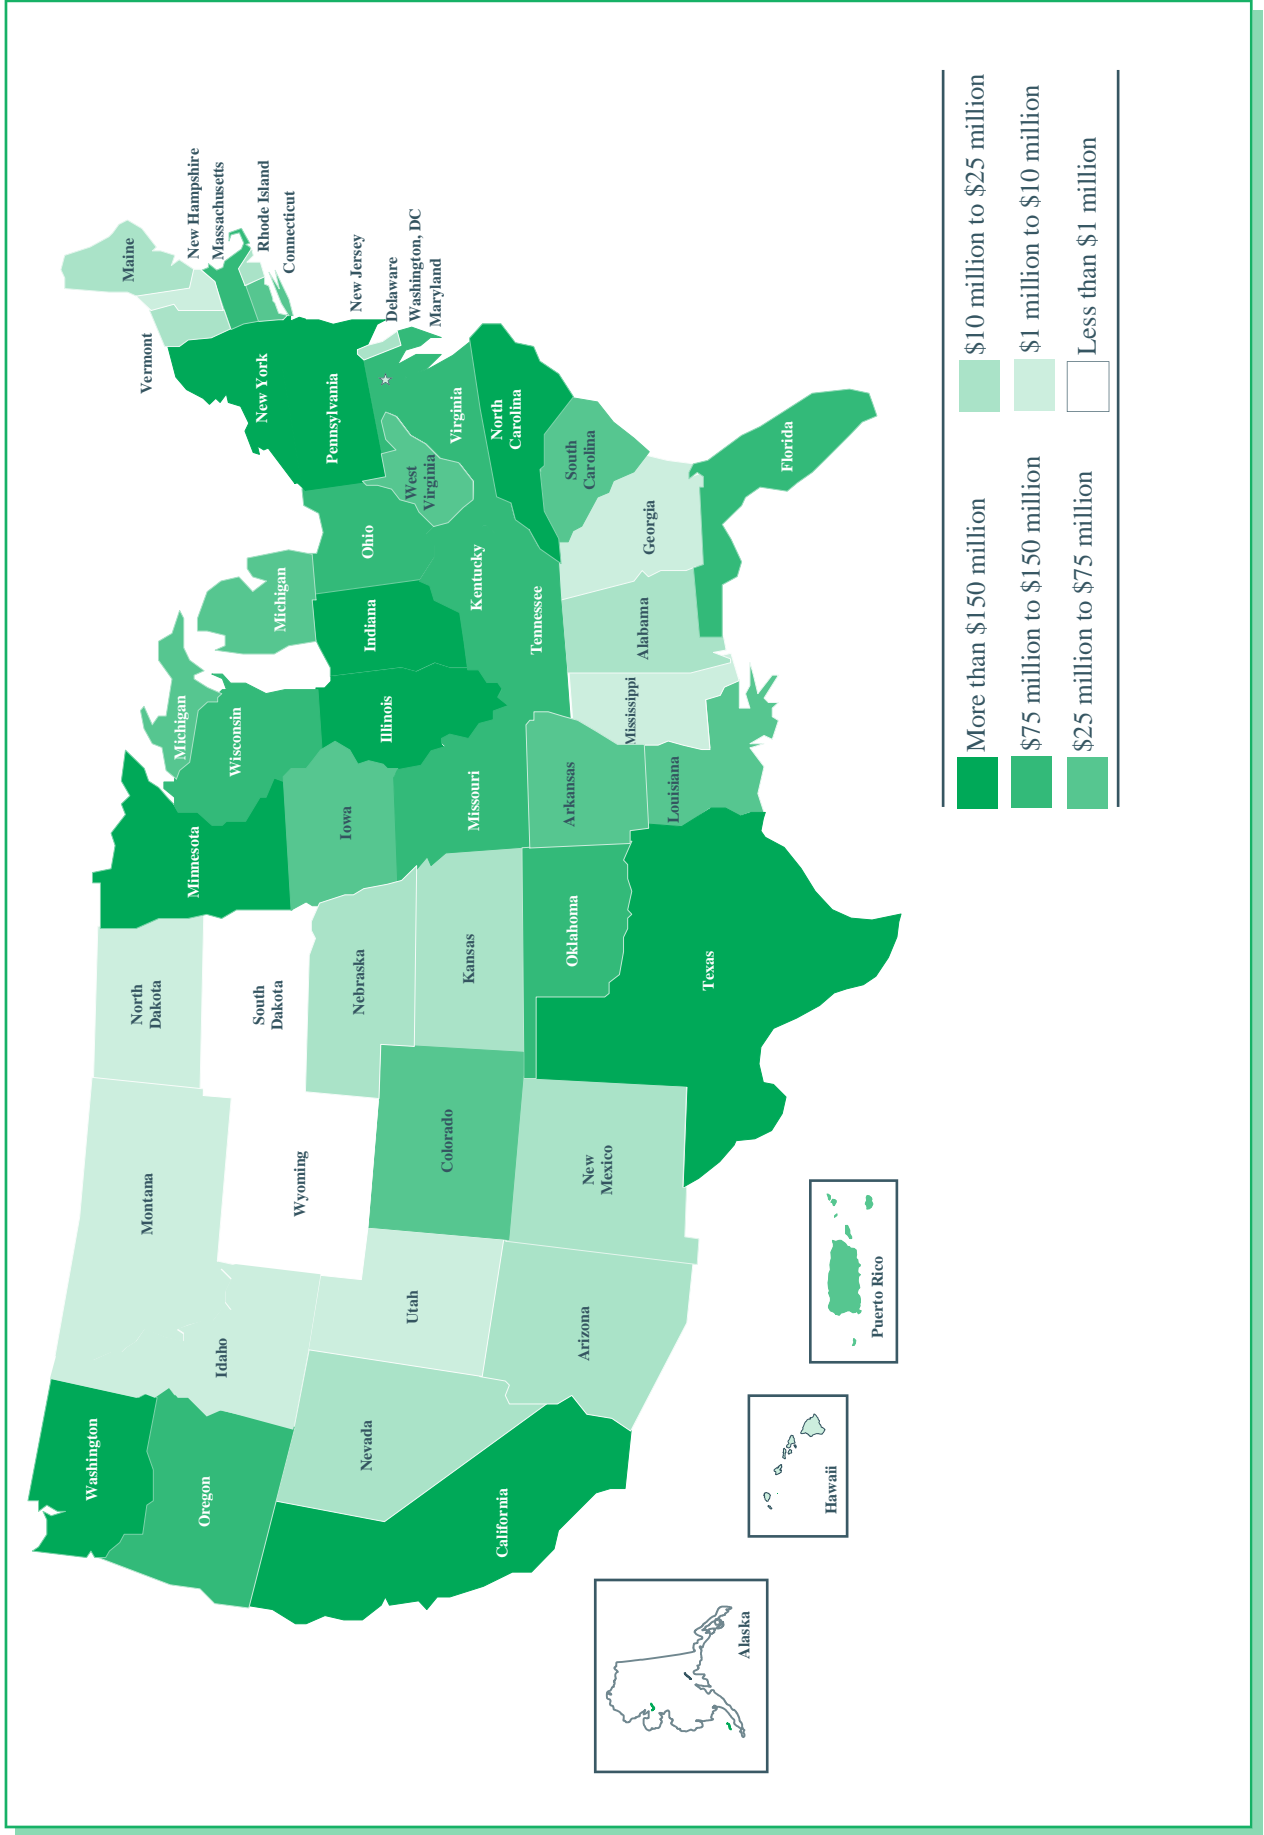 Maine
New Hampshire
Massachusetts
Rhode Island
Connecticut
Vermont
New York
New Jersey
Delaware
Washington, DC
Maryland
Pennsylvania
Virginia
West
Virginia
North
Carolina
South
Carolina
Georgia
Florida
Ohio
Michigan
Indiana
Kentucky
Tennessee
Alabama
Mississippi
Michigan
Wisconsin
Illinois
Minnesota
Iowa
Missouri
Arkansas
Louisiana
North
Dakota
South
Dakota
Nebraska
Kansas
Oklahoma
Texas
Montana
Wyoming
Colorado
New
Mexico
Idaho
Utah
Arizona
Washington
Oregon
Nevada
California
Alaska
Hawaii
Puerto Rico
More than $150 million
$75 million to $150 million
$25 million to $75 million
$10 million to $25 million
$1 million to $10 million
Less than $1 million